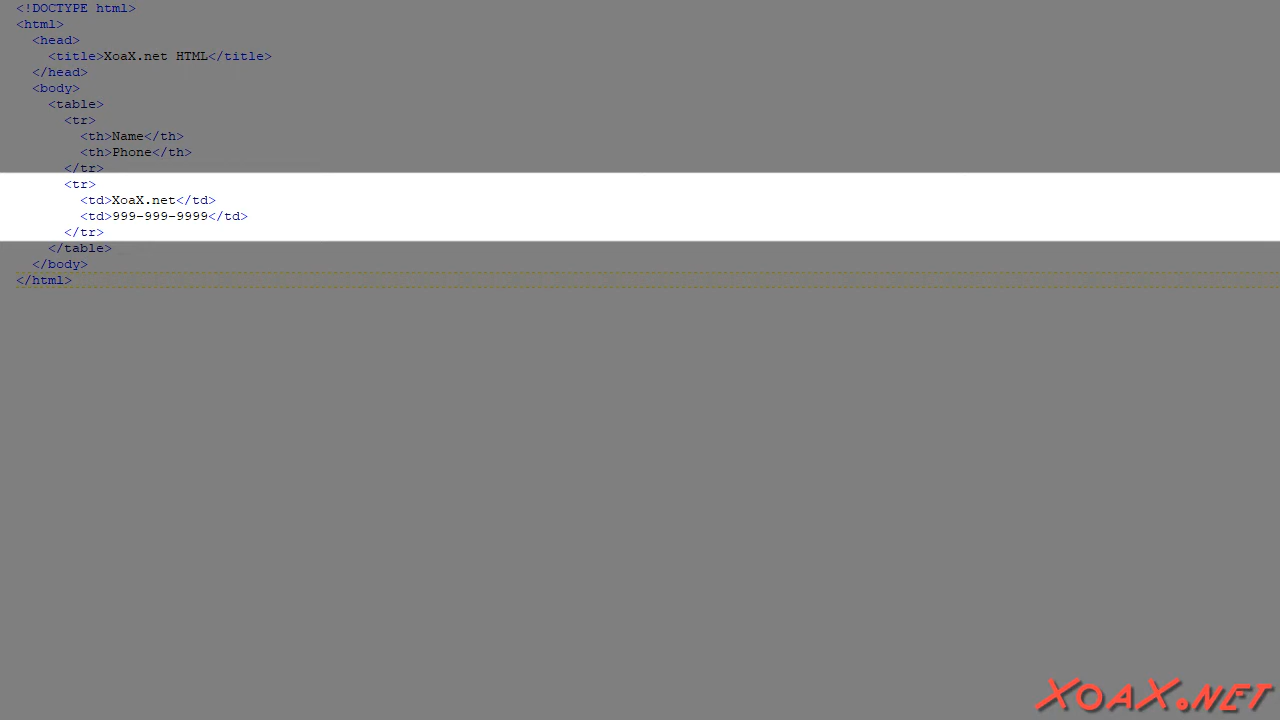 <!DOCTYPE html>
<html>
<head>
<title>XoaX.net HTML</title>
</head>
<body>
<table>
<tr>
<th>Name</th>
<th>Phone</th>
</tr>
<tr>
<td>XoaX.net</td>
<td>999-999-9999</td>
</tr>
</table>
</body>
</html>
XoaX.net